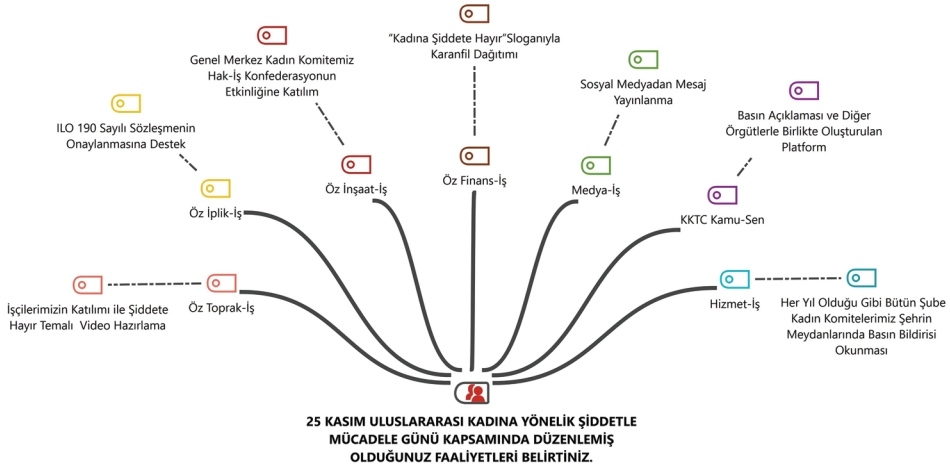 "Kadına Şiddete Hayır"Sloganıyla
Karanfil Dağıtımı
Genel Merkez Kadın Komitemiz
Hak-İş Konfederasyonun
Etkinliğine Katılım
Sosyal Medyadan Mesaj
Yayınlanma
Basın Açıklaması ve Diğer
Örgütlerle Birlikte Oluşturulan
Platform
ILO 190 Sayılı Sözleşmenin
Onaylanmasına Destek
Öz İplik-İş
Öz İnşaat-İş
Öz Finans-İş
Medya-İş
KKTC Kamu-Sen
İşçilerimizin Katılımı ile Şiddete
Hayır Temalı Video Hazırlama
Öz Toprak-İş
Hizmet-İş
Her Yıl Olduğu Gibi Bütün Şube
Kadın Komitelerimiz Şehrin
Meydanlarında Basın Bildirisi
Okunması
25 KASIM ULUSLARARASI KADINA YÖNELİK ŞİDDETLE
MÜCADELE GÜNÜ KAPSAMINDA DÜZENLEMİŞ
OLDUĞUNUZ FAALİYETLERİ BELİRTİNİZ.